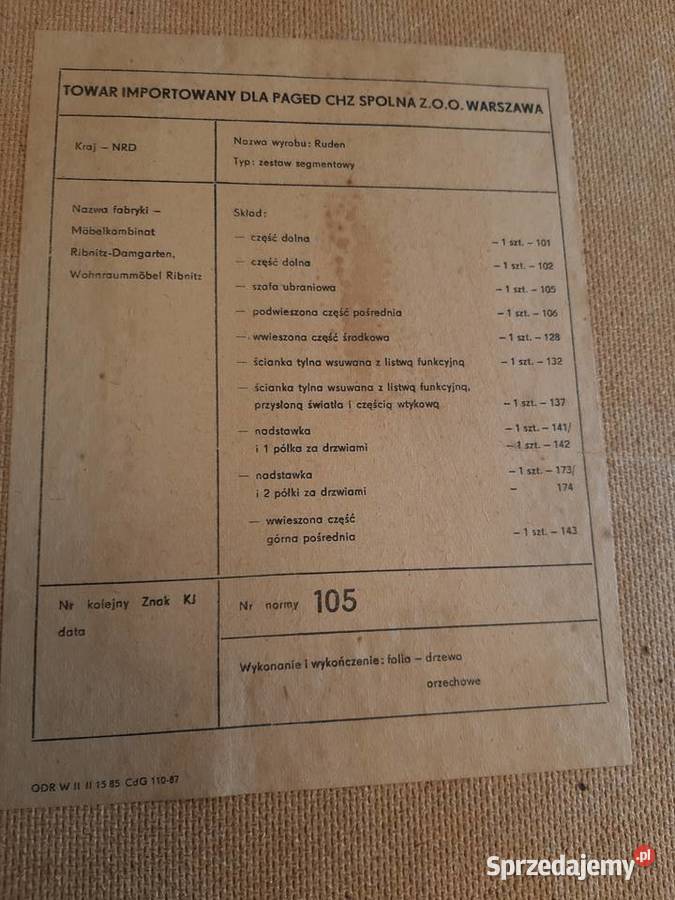 TOWAR IMPORTOWANY DLA PAGED CHZ SPOLNA Z.O.O. WARSZAWA
Kraj – NRD
Nazwa wyrobu: Ruden
Typ: zestaw segmentowy
Nazwa fabryki –
Möbelkombinat
Ribnitz-Damgarten,
Wohnraummöbel Ribnitz
Skład:
— część dolna – 1 szt. – 101
— część dolna – 1 szt. – 102
— szafa ubraniowa – 1 szt. – 105
— podwieszona część pośrednia – 1 szt. – 106
— wwieszona część środkowa – 1 szt. – 128
— ścianka tylna wsuwana z listwą funkcyjną – 1 szt. – 132
— ścianka tylna wsuwana z listwą funkcyjną,
przysłoną światła i częścią wtykową – 1 szt. – 137
— nadstawka – 1 szt. – 141/
i 1 półka za drzwiami – 1 szt. – 142
— nadstawka – 1 szt. – 173/
i 2 półki za drzwiami – 174
— wwieszona część
górna pośrednia – 1 szt. – 143
Nr kolejny Znak KJ
data
Nr normy 105
Wykonanie i wykończenie: folia – drzewo
orzechowe
ODR W II II 15 85 CdG 110-87
Sprzedajemy.pl